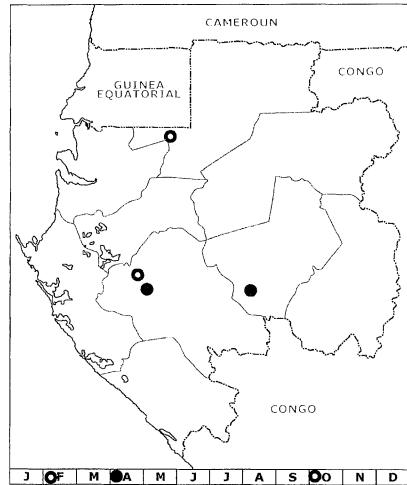 CAMEROUN
CONGO
GUINEA
EQUATORIAL
CONGO
J F M A M J J A S O N D